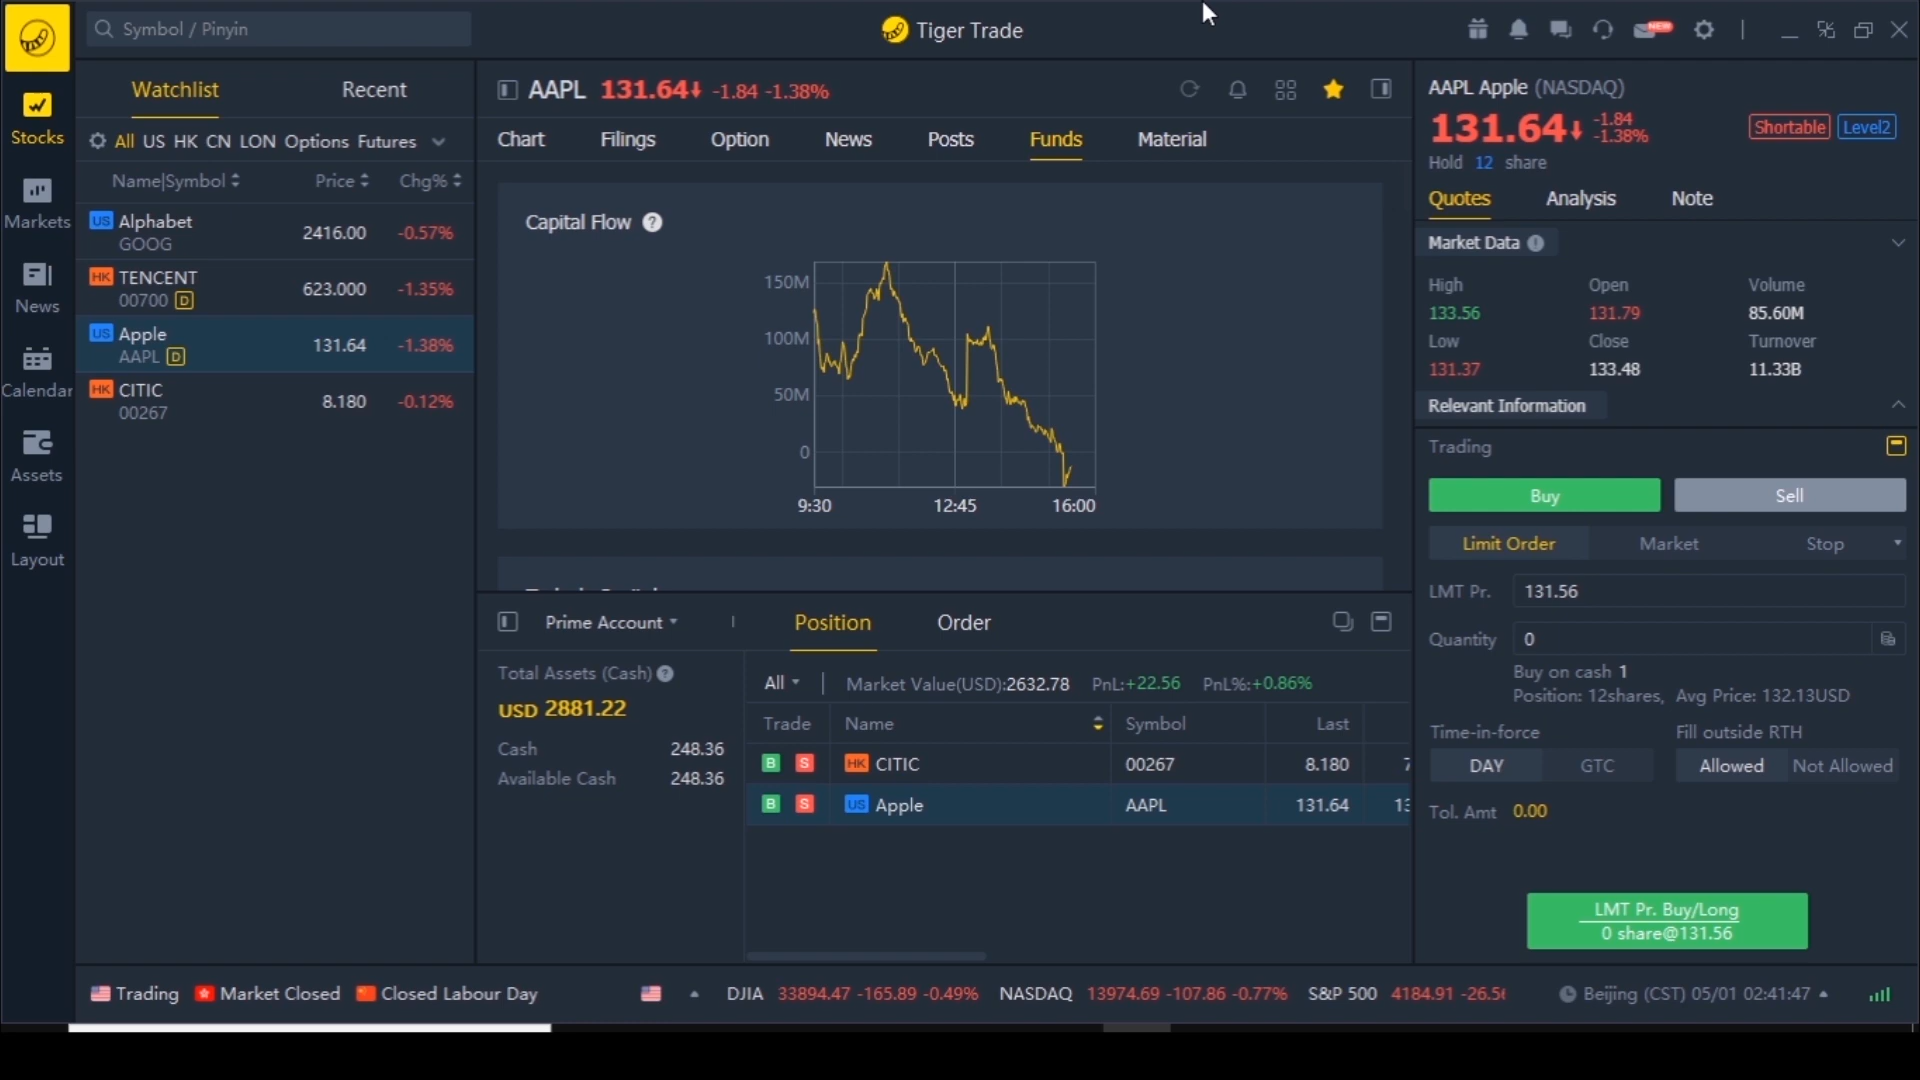 Symbol / Pinyin
Tiger Trade
NEW
Stocks
Markets
News
Calendar
Assets
Layout
Watchlist Recent
All US HK CN LON Options Futures
Name|Symbol Price Chg%
US Alphabet 2416.00 -0.57%
GOOG
HK TENCENT 623.000 -1.35%
00700 D
US Apple 131.64 -1.38%
AAPL D
HK CITIC 8.180 -0.12%
00267
AAPL 131.64↓ -1.84 -1.38%
Chart Filings Option News Posts Funds Material
Capital Flow ?
150M
100M
50M
0
9:30 12:45 16:00
Prime Account Position Order
Total Assets (Cash) ?
USD 2881.22
Cash 248.36
Available Cash 248.36
All Market Value(USD):2632.78 PnL:+22.56 PnL%:+0.86%
Trade Name Symbol Last
B S HK CITIC 00267 8.180
B S US Apple AAPL 131.64
AAPL Apple (NASDAQ)
131.64↓ -1.84
-1.38%
Shortable Level2
Hold 12 share
Quotes Analysis Note
Market Data
High Open Volume
133.56 131.79 85.60M
Low Close Turnover
131.37 133.48 11.33B
Relevant Information
Trading
Buy Sell
Limit Order Market Stop
LMT Pr. 131.56
Quantity 0
Buy on cash 1
Position: 12shares, Avg Price: 132.13USD
Time-in-force Fill outside RTH
DAY GTC Allowed Not Allowed
Tol. Amt 0.00
LMT Pr. Buy/Long
0 share@131.56
Trading Market Closed Closed Labour Day DJIA 33894.47 -165.89 -0.49% NASDAQ 13974.69 -107.86 -0.77% S&P 500 4184.91 Beijing (CST) 05/01 02:41:47